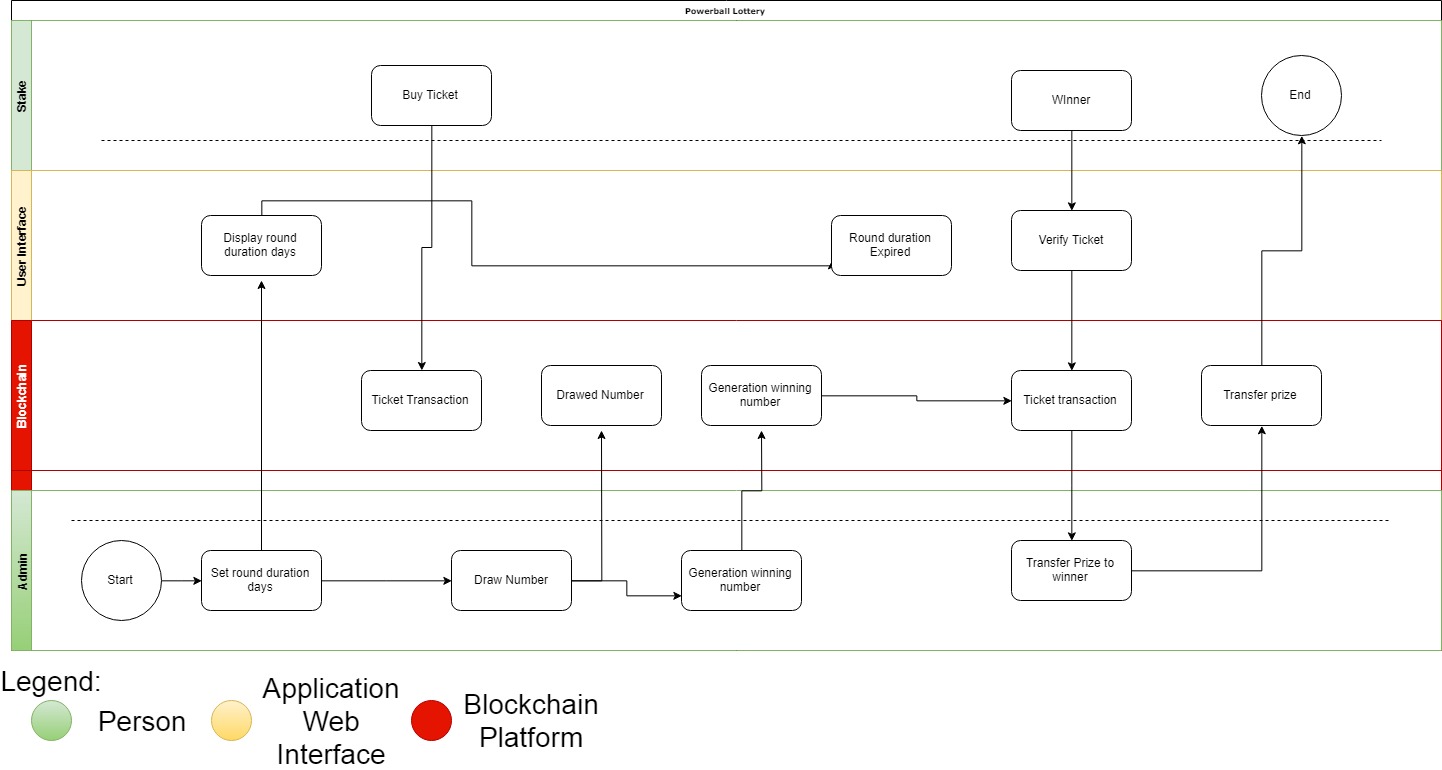 Powerball Lottery
Stake
Buy Ticket
WInner
End
User Interface
Display round
duration days
Round duration
Expired
Verify Ticket
Blockchain
Ticket Transaction
Drawed Number
Generation winning
number
Ticket transaction
Transfer prize
Admin
Start
Set round duration
days
Draw Number
Generation winning
number
Transfer Prize to
winner
Legend:
Person
Application
Web
Interface
Blockchain
Platform